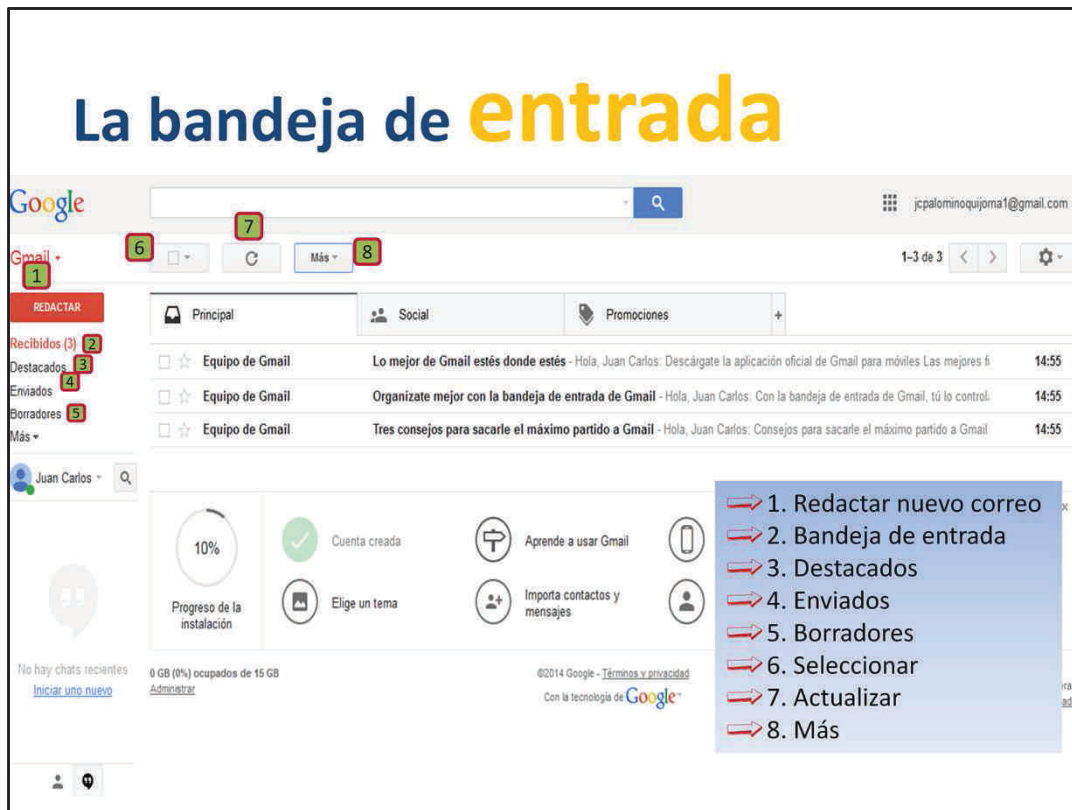 La bandeja de entrada
Google
jcpalominoquijoma1@gmail.com
Gmail
6
7
Más
8
1–3 de 3
1
REDACTAR
Principal
Social
Promociones
+
Recibidos (3)
2
Destacados
3
Enviados
4
Borradores
5
Más
Equipo de Gmail
Lo mejor de Gmail estés donde estés - Hola, Juan Carlos: Descárgate la aplicación oficial de Gmail para móviles Las mejores
14:55
Equipo de Gmail
Organízate mejor con la bandeja de entrada de Gmail - Hola, Juan Carlos: Con la bandeja de entrada de Gmail, tú lo
14:55
Equipo de Gmail
Tres consejos para sacarle el máximo partido a Gmail - Hola, Juan Carlos: Consejos para sacarle el máximo partido a Gmail
14:55
Juan Carlos
10%
Progreso de la
instalación
Cuenta creada
Elige un tema
Aprende a usar Gmail
Importa contactos y
mensajes
x
1. Redactar nuevo correo
2. Bandeja de entrada
3. Destacados
4. Enviados
5. Borradores
6. Seleccionar
7. Actualizar
8. Más
No hay chats recientes
Iniciar uno nuevo
0 GB (0%) ocupados de 15 GB
Administrar
©2014 Google - Términos y privacidad
Con la tecnología de Google